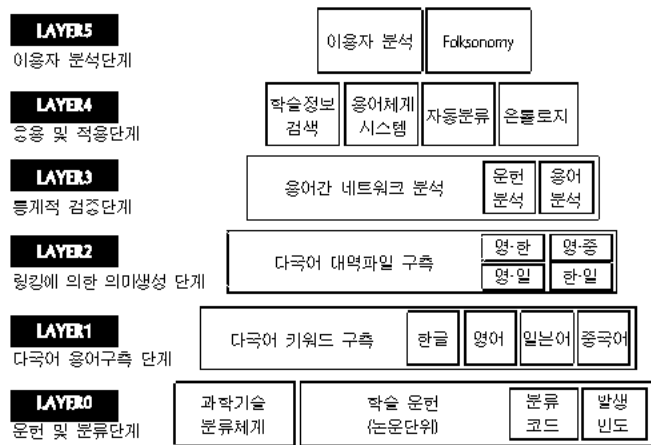 LAYER5
이용자 분석단계
이용자 분석
Folksonomy
LAYER4
응용 및 적용단계
학술정보
검색
용어체계
시스템
자동분류
온톨로지
LAYER3
통계적 검증단계
용어간 네트워크 분석
문헌
분석
용어
분석
LAYER2
링킹에 의한 의미생성 단계
다국어 대역파일 구축
영-한
영-중
영-일
한-일
LAYER1
다국어 용어구축 단계
다국어 키워드 구축
한글
영어
일본어
중국어
LAYER0
문헌 및 분류단계
과학기술
분류체계
학술 문헌
(논문단위)
분류
코드
발생
빈도